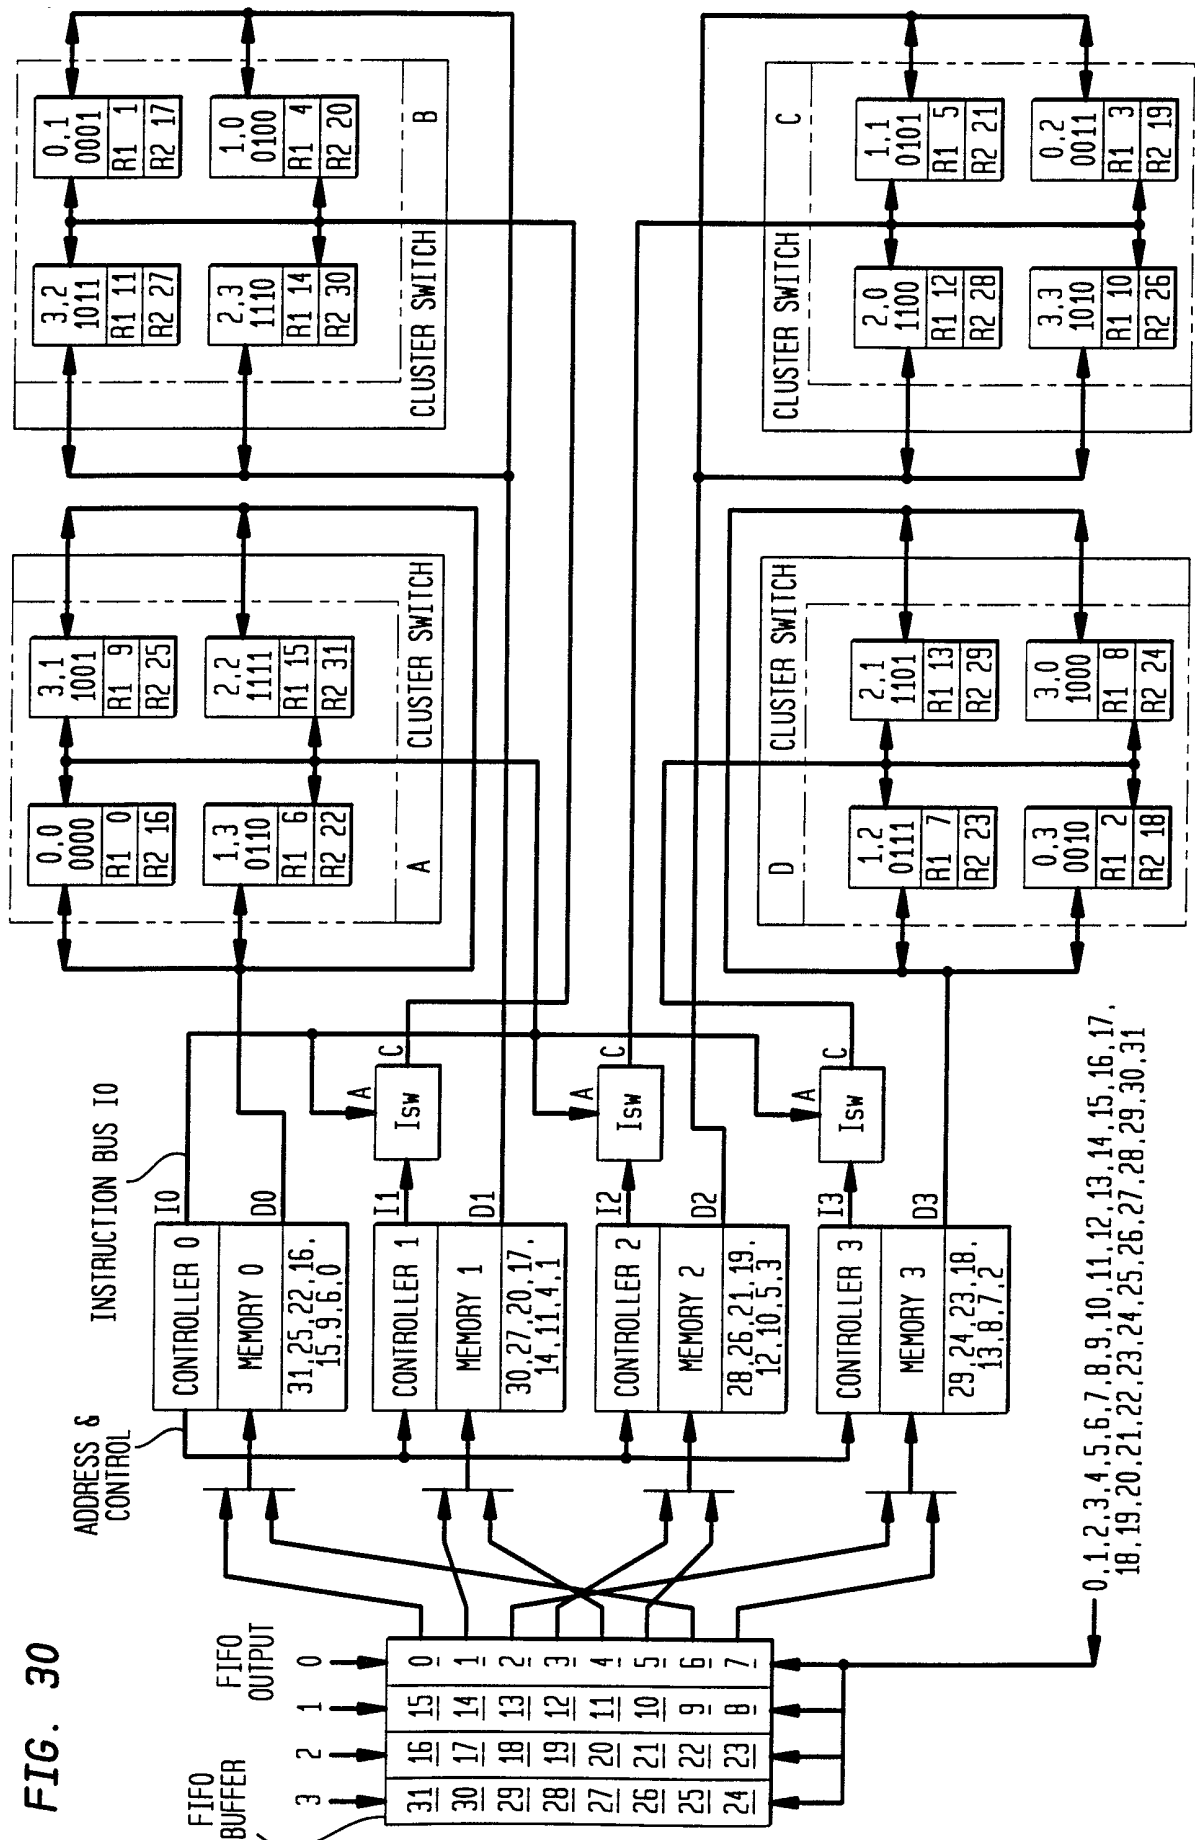 FIG. 30
FIFO
BUFFER
FIFO
OUTPUT
3 2 1 0
31 16 15 0
30 17 14 1
29 18 13 2
28 19 12 3
27 20 11 4
26 21 10 5
25 22 9 6
24 23 8 7
0,1,2,3,4,5,6,7,8,9,10,11,12,13,14,15,16,17,
18,19,20,21,22,23,24,25,26,27,28,29,30,31
ADDRESS &
CONTROL
INSTRUCTION BUS I0
CONTROLLER 0
I0
MEMORY 0
D0
31,25,22,16,
15,9,6,0
CONTROLLER 1
I1
MEMORY 1
D1
30,27,20,17,
14,11,4,1
CONTROLLER 2
I2
MEMORY 2
D2
28,26,21,19,
12,10,5,3
CONTROLLER 3
I3
MEMORY 3
D3
29,24,23,18,
13,8,7,2
A
Isw
C
A
Isw
C
A
Isw
C
0,0
0000
R1 0
R2 16
3,1
1001
R1 9
R2 25
1,3
0110
R1 6
R2 22
2,2
1111
R1 15
R2 31
A
CLUSTER SWITCH
3,2
1011
R1 11
R2 27
0,1
0001
R1 1
R2 17
2,3
1110
R1 14
R2 30
1,0
0100
R1 4
R2 20
CLUSTER SWITCH
B
D
CLUSTER SWITCH
1,2
0111
R1 7
R2 23
2,1
1101
R1 13
R2 29
0,3
0010
R1 2
R2 18
3,0
1000
R1 8
R2 24
CLUSTER SWITCH
C
2,0
1100
R1 12
R2 28
1,1
0101
R1 5
R2 21
3,3
1010
R1 10
R2 26
0,2
0011
R1 3
R2 19